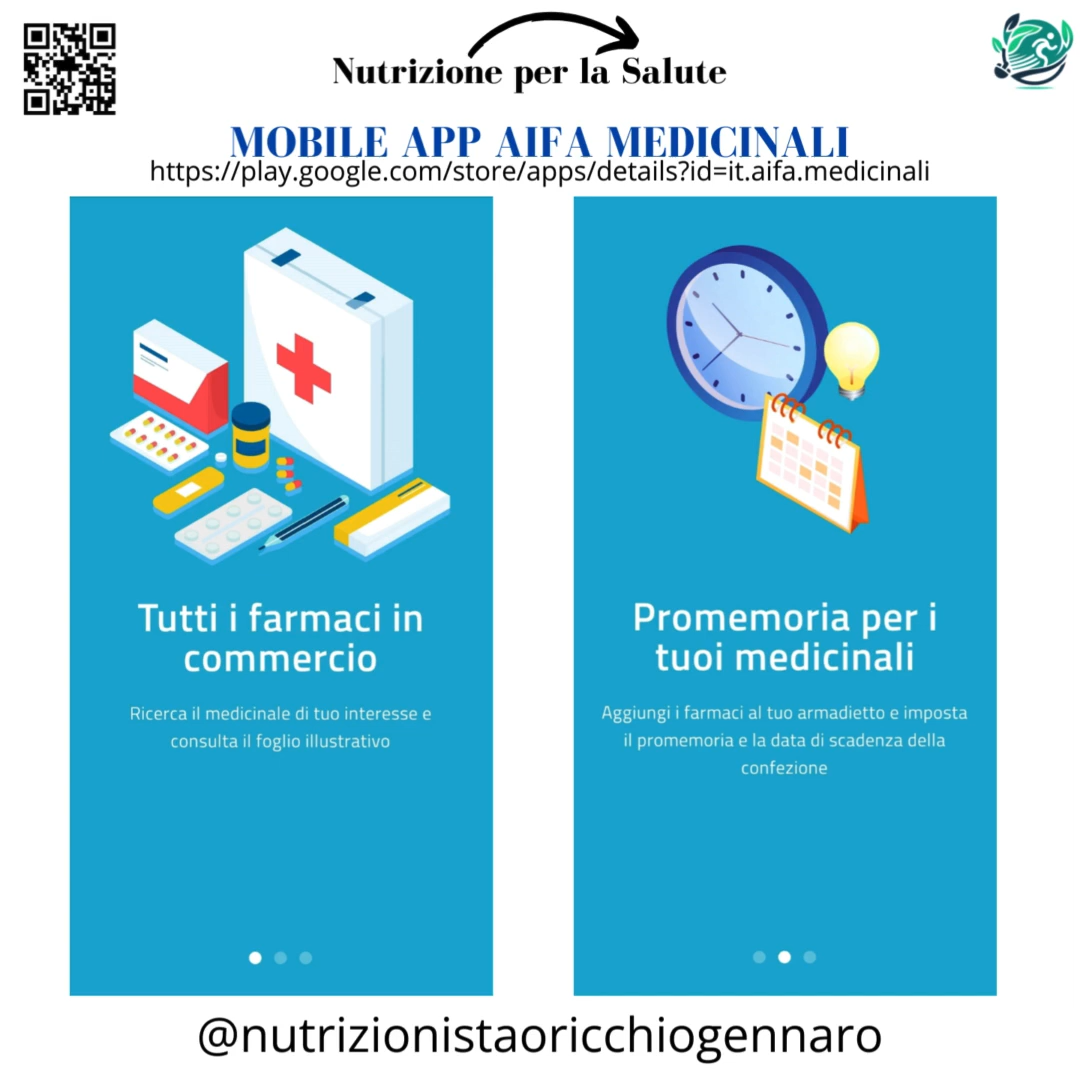 Nutrizione per la Salute
MOBILE APP AIFA MEDICINALI
https://play.google.com/store/apps/details?id=it.aifa.medicinali
Tutti i farmaci in
commercio
Ricerca il medicinale di tuo interesse e
consulta il foglio illustrativo
Promemoria per i
tuoi medicinali
Aggiungi i farmaci al tuo armadietto e imposta
il promemoria e la data di scadenza della
confezione
@nutrizionistaoricchiogennaro